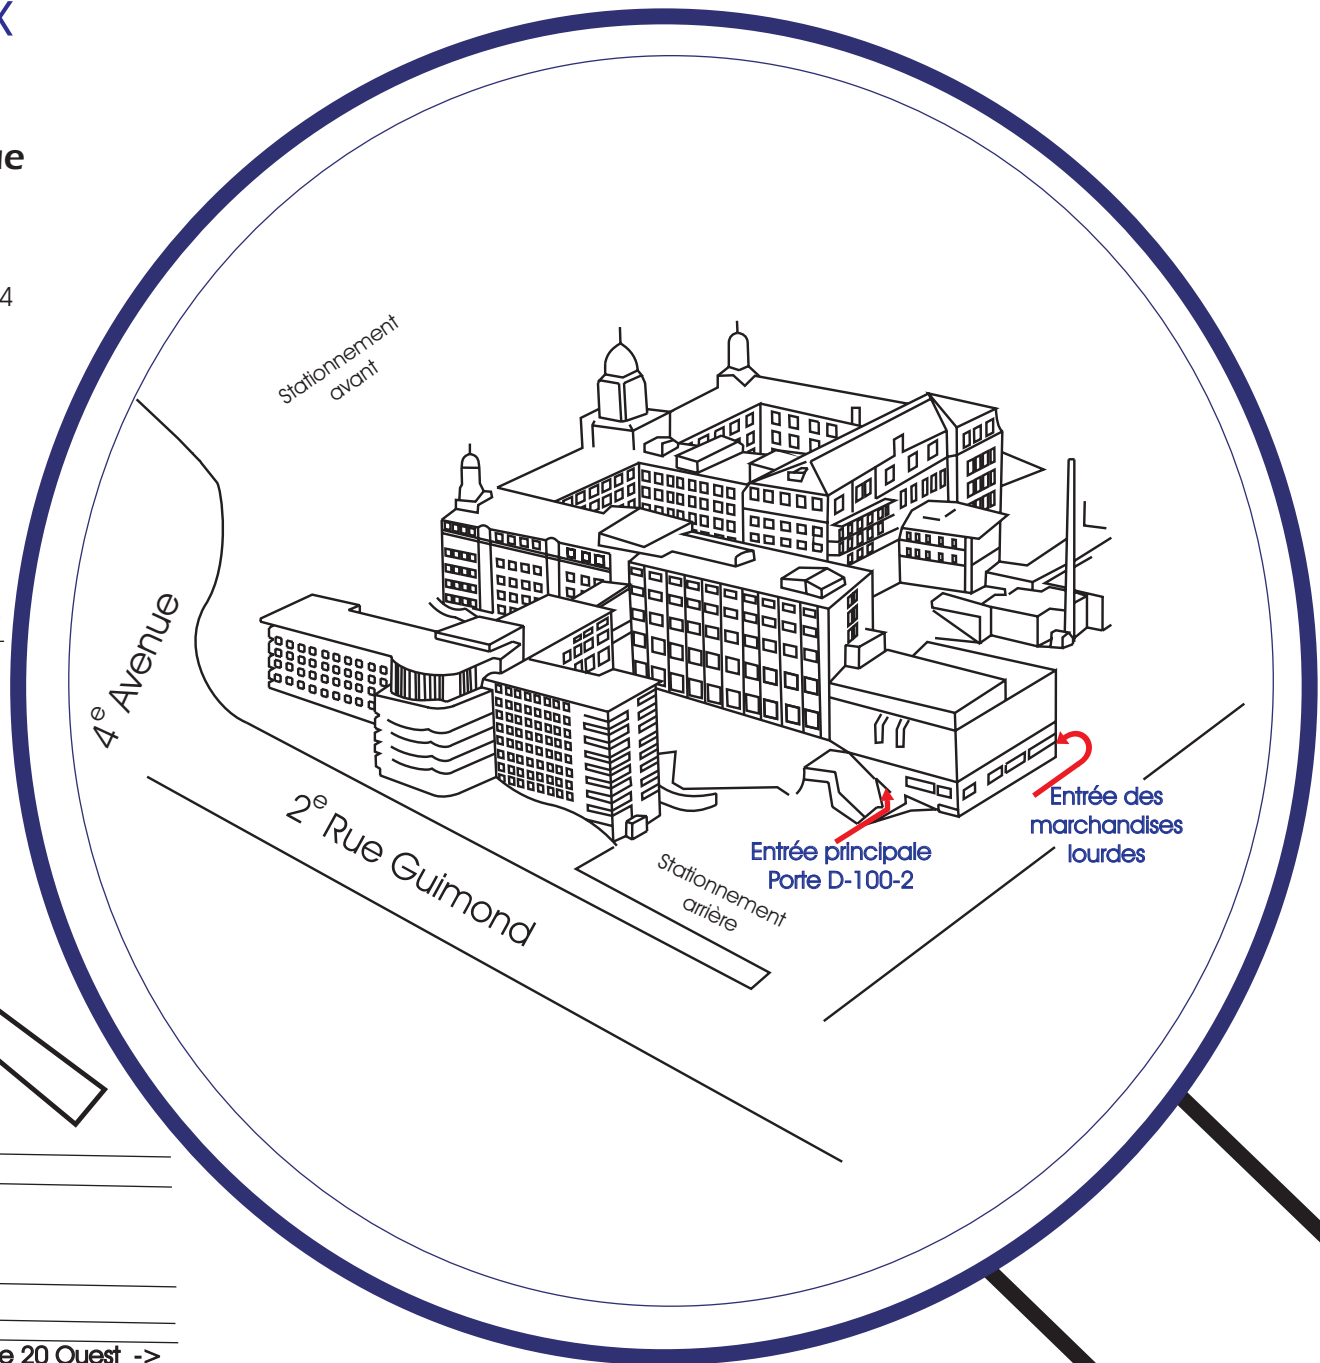 X
4
Stationnement
avant
4e Avenue
2e Rue Guimond
Entrée des
marchandises
lourdes
Entrée principale
Porte D-100-2
Stationnement
arrière
20 Ouest ->